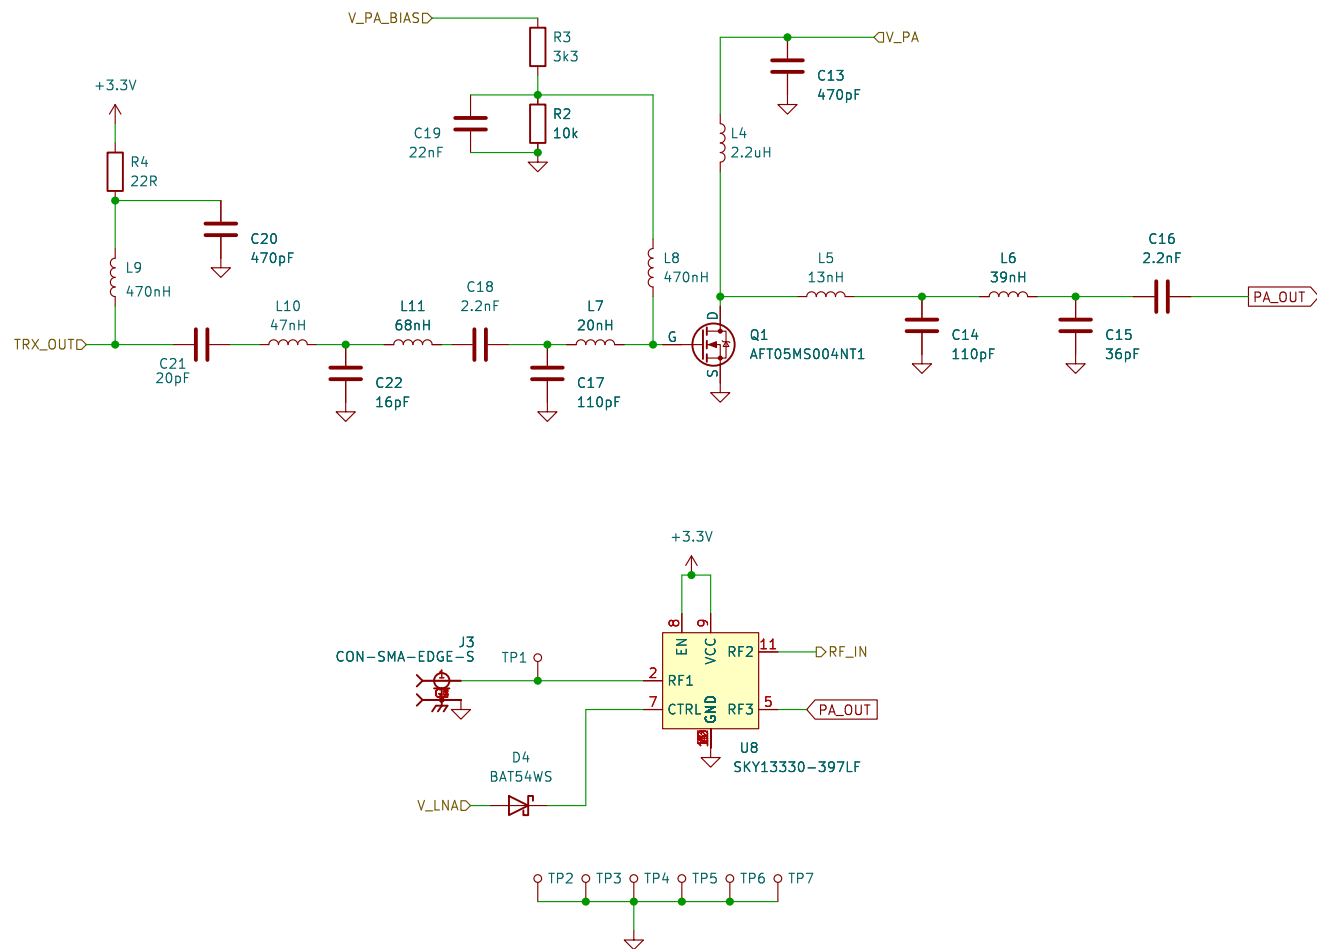 V_PA_BIAS
R3
3k3
V_PA
C13
470pF
+3.3V
R2
10k
C19
22nF
L4
2.2uH
R4
22R
C20
470pF
L9
470nH
L8
470nH
C16
2.2nF
L5
13nH
L6
39nH
PA_OUT
C18
2.2nF
L10
47nH
L11
68nH
L7
20nH
TRX_OUT
G
D
S
Q1
AFT05MS004NT1
C14
110pF
C15
36pF
C21
20pF
C22
16pF
C17
110pF
+3.3V
8
9
EN
VCC
J3
CON-SMA-EDGE-S
1
TP1
2
RF1
RF2
11
RF_IN
7
CTRL
GND
RF3
5
PA_OUT
U8
SKY13330-397LF
D4
BAT54WS
V_LNA
TP2
TP3
TP4
TP5
TP6
TP7